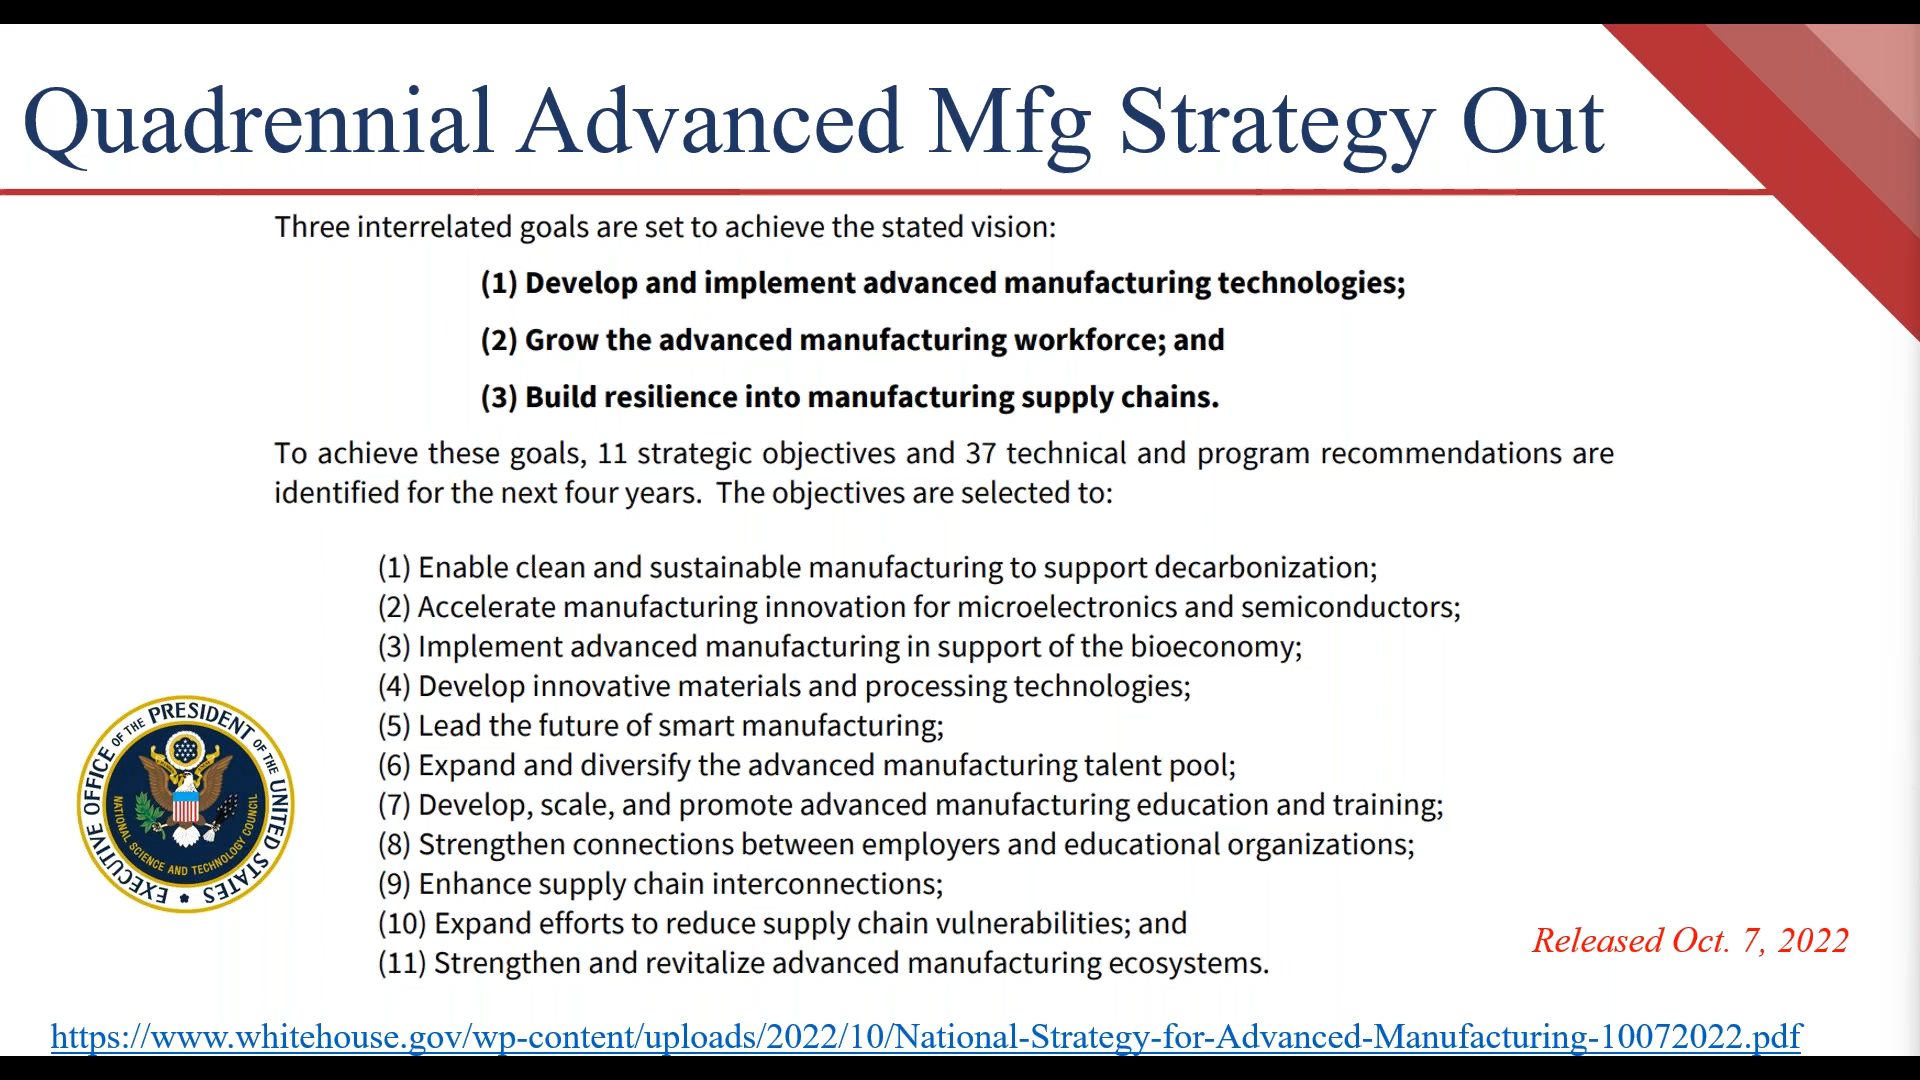 Quadrennial Advanced Mfg Strategy Out
Three interrelated goals are set to achieve the stated vision:
(1) Develop and implement advanced manufacturing technologies;
(2) Grow the advanced manufacturing workforce; and
(3) Build resilience into manufacturing supply chains.
To achieve these goals, 11 strategic objectives and 37 technical and program recommendations are
identified for the next four years. The objectives are selected to:
(1) Enable clean and sustainable manufacturing to support decarbonization;
(2) Accelerate manufacturing innovation for microelectronics and semiconductors;
(3) Implement advanced manufacturing in support of the bioeconomy;
(4) Develop innovative materials and processing technologies;
(5) Lead the future of smart manufacturing;
(6) Expand and diversify the advanced manufacturing talent pool;
(7) Develop, scale, and promote advanced manufacturing education and training;
(8) Strengthen connections between employers and educational organizations;
(9) Enhance supply chain interconnections;
(10) Expand efforts to reduce supply chain vulnerabilities; and
(11) Strengthen and revitalize advanced manufacturing ecosystems.
EXECUTIVE OFFICE OF THE PRESIDENT OF THE UNITED STATES
NATIONAL SCIENCE AND TECHNOLOGY COUNCIL
Released Oct. 7, 2022
https://www.whitehouse.gov/wp-content/uploads/2022/10/National-Strategy-for-Advanced-Manufacturing-10072022.pdf